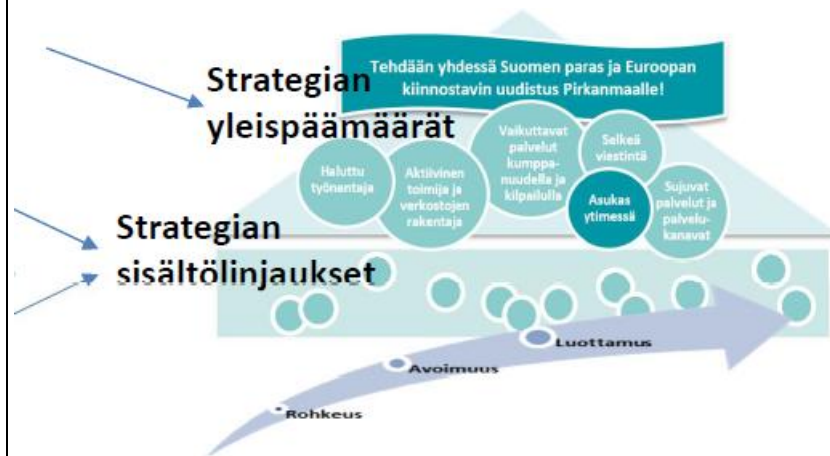 Tehdään yhdessä Suomen paras ja Euroopan
kiinnostavin uudistus Pirkanmaalle!
Strategian
yleispäämäärät
Haluttu
työnantaja
Aktiivinen
toimija ja
verkostojen
rakentaja
Vaikuttavat
palvelut
kumppa-
nuudella ja
kilpailulla
Selkeä
viestintä
Asukas
ytimessä
Sujuvat
palvelut ja
palvelu-
kanavat
Strategian
sisältölinjaukset
Luottamus
Avoimuus
Rohkeus